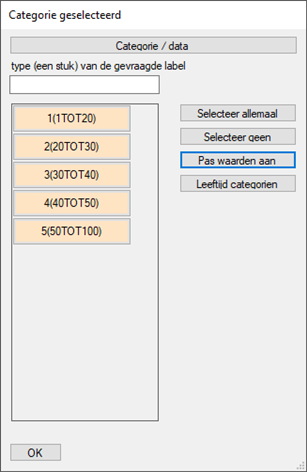 Categorie geselecteerd
Categorie / data
type (een stuk) van de gevraagde label
1(1TOT20)
2(20TOT30)
3(30TOT40)
4(40TOT50)
5(50TOT100)
Selecteer allemaal
Selecteer geen
Pas waarden aan
Leeftijd categorien
OK